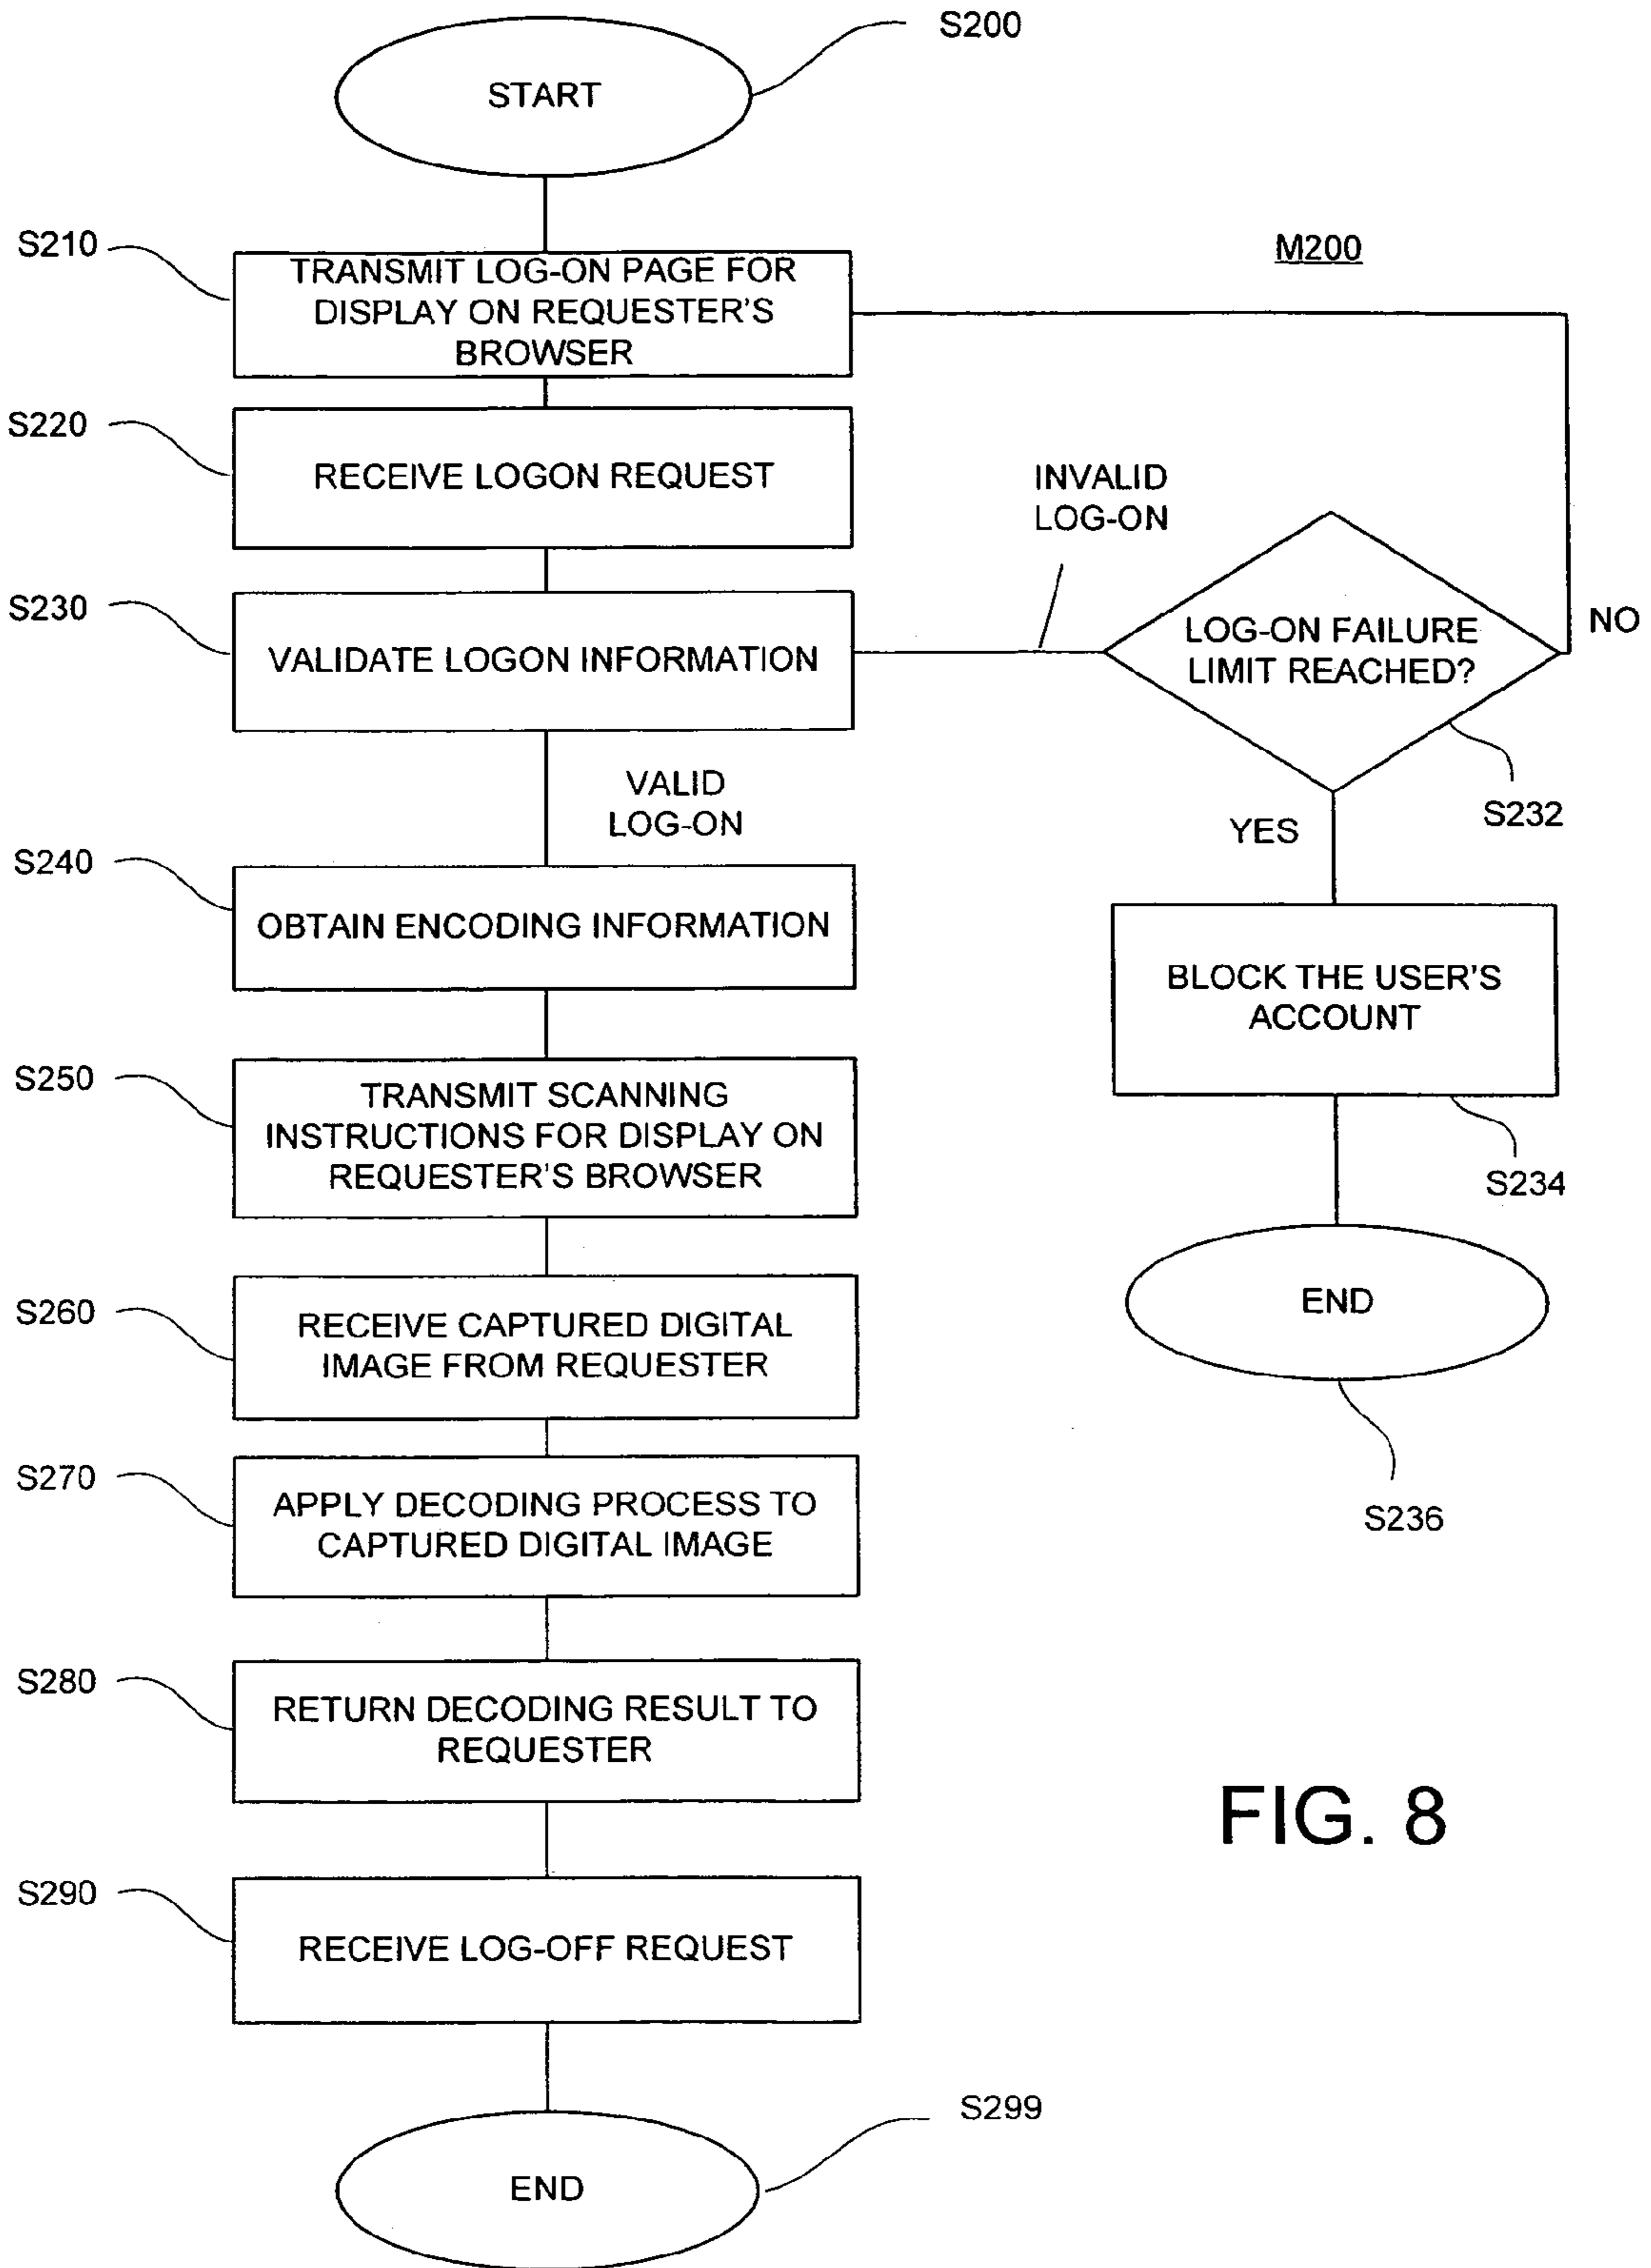 S200
START
S210
TRANSMIT LOG-ON PAGE FOR
DISPLAY ON REQUESTER'S
BROWSER
M200
S220
RECEIVE LOGON REQUEST
INVALID
LOG-ON
S230
VALIDATE LOGON INFORMATION
LOG-ON FAILURE
LIMIT REACHED?
NO
S232
YES
VALID
LOG-ON
S240
OBTAIN ENCODING INFORMATION
BLOCK THE USER'S
ACCOUNT
S234
S250
TRANSMIT SCANNING
INSTRUCTIONS FOR DISPLAY ON
REQUESTER'S BROWSER
END
S236
S260
RECEIVE CAPTURED DIGITAL
IMAGE FROM REQUESTER
S270
APPLY DECODING PROCESS TO
CAPTURED DIGITAL IMAGE
S280
RETURN DECODING RESULT TO
REQUESTER
FIG. 8
S290
RECEIVE LOG-OFF REQUEST
S299
END